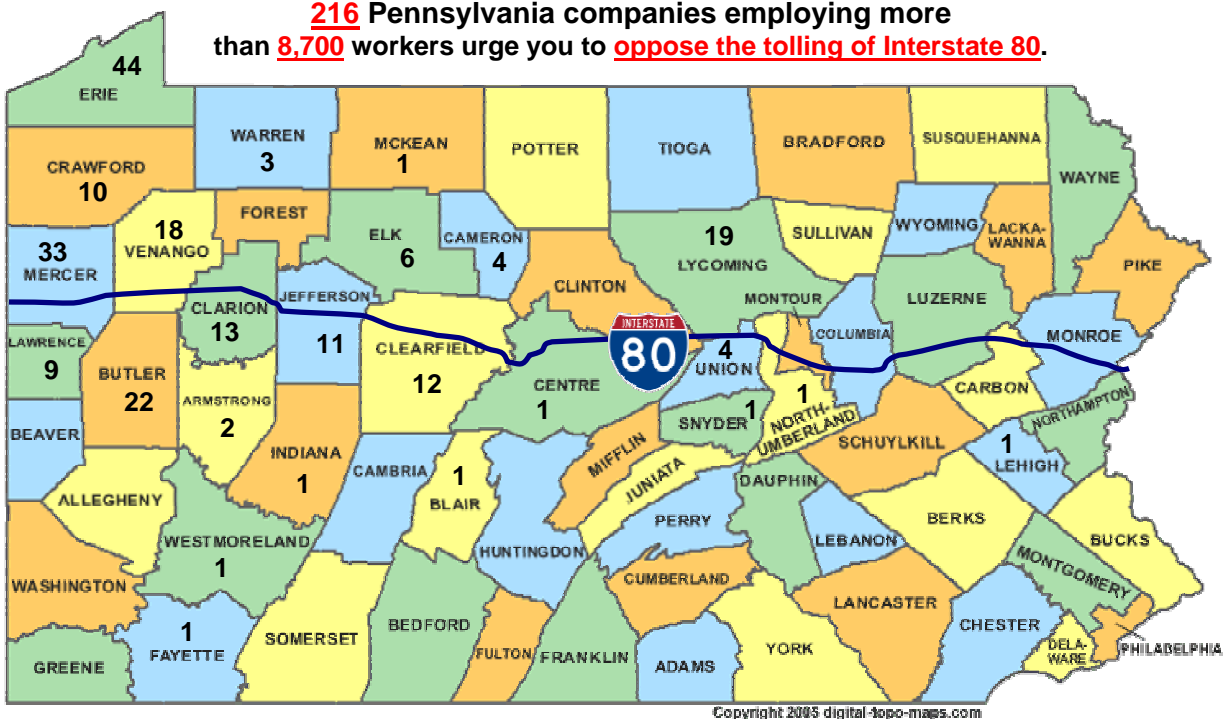 216 Pennsylvania companies employing more
than 8,700 workers urge you to oppose the tolling of Interstate 80.
44
ERIE
WARREN
3
MCKEAN
1
POTTER
TIOGA
BRADFORD
SUSQUEHANNA
WAYNE
CRAWFORD
10
18
VENANGO
FOREST
ELK
6
CAMERON
4
19
LYCOMING
SULLIVAN
WYOMING
LACKA-
WANNA
PIKE
33
MERCER
CLARION
13
JEFFERSON
11
CLINTON
MONTOUR
COLUMBIA
LUZERNE
MONROE
LAWRENCE
9
BUTLER
22
CLEARFIELD
12
CENTRE
1
INTERSTATE
80
4
UNION
CARBON
NORTHAMPTON
ARMSTRONG
2
SNYDER
1
1
NORTH-
UMBERLAND
SCHUYLKILL
1
LEHIGH
BEAVER
INDIANA
1
CAMBRIA
1
BLAIR
MIFFLIN
JUNIATA
DAUPHIN
ALLEGHENY
PERRY
LEBANON
BERKS
BUCKS
WESTMORELAND
1
HUNTINGDON
MONTGOMERY
WASHINGTON
CUMBERLAND
LANCASTER
CHESTER
1
FAYETTE
SOMERSET
BEDFORD
FULTON
FRANKLIN
ADAMS
YORK
DELA-
WARE
PHILADELPHIA
GREENE
Copyright 2005 digital-topo-maps.com